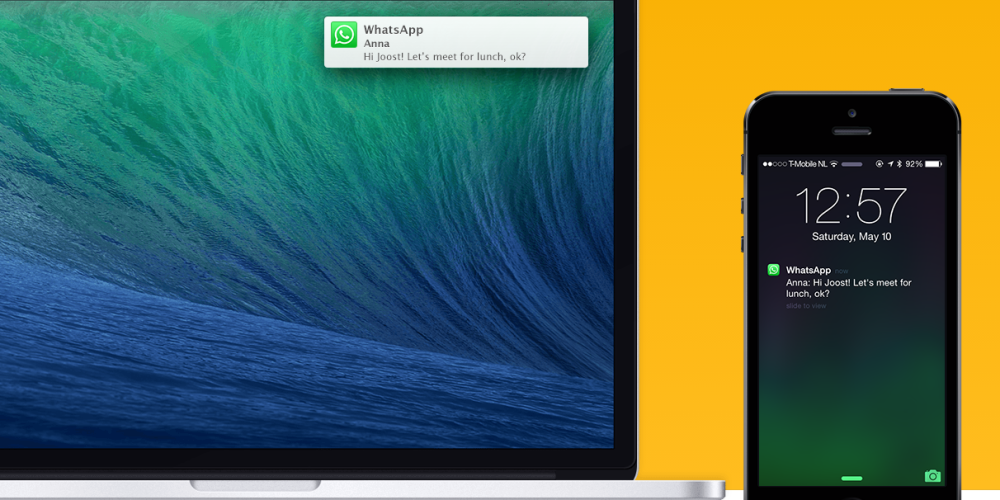 WhatsApp
Anna
Hi Joost! Let's meet for lunch, ok?
T-Mobile NL 92%
12:57
Saturday, May 10
WhatsApp now
Anna: Hi Joost! Let's meet for
lunch, ok?
slide to view